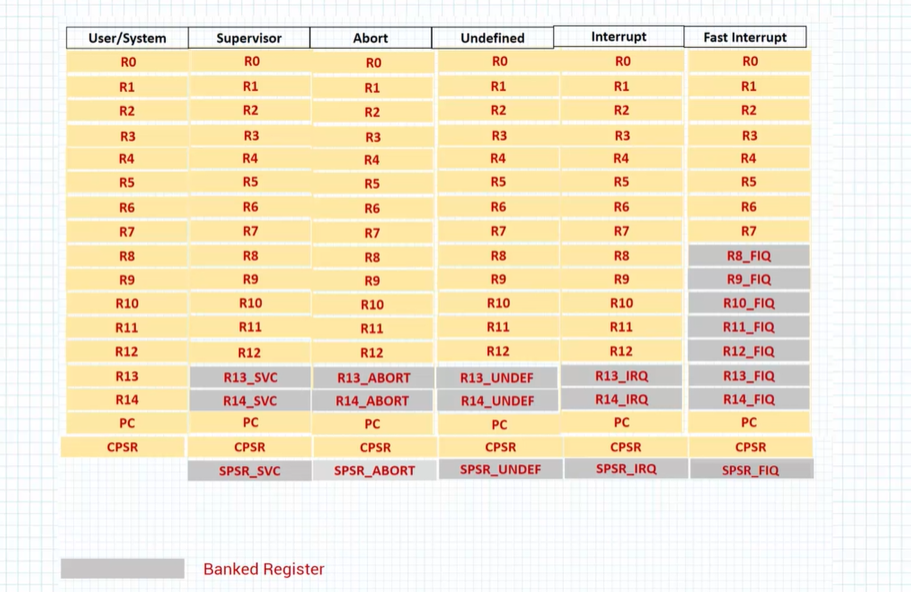 User/System Supervisor Abort Undefined Interrupt Fast Interrupt
R0 R0 R0 R0 R0 R0
R1 R1 R1 R1 R1 R1
R2 R2 R2 R2 R2 R2
R3 R3 R3 R3 R3 R3
R4 R4 R4 R4 R4 R4
R5 R5 R5 R5 R5 R5
R6 R6 R6 R6 R6 R6
R7 R7 R7 R7 R7 R7
R8 R8 R8 R8 R8 R8_FIQ
R9 R9 R9 R9 R9 R9_FIQ
R10 R10 R10 R10 R10 R10_FIQ
R11 R11 R11 R11 R11 R11_FIQ
R12 R12 R12 R12 R12 R12_FIQ
R13 R13_SVC R13_ABORT R13_UNDEF R13_IRQ R13_FIQ
R14 R14_SVC R14_ABORT R14_UNDEF R14_IRQ R14_FIQ
PC PC PC PC PC PC
CPSR CPSR CPSR CPSR CPSR CPSR
SPSR_SVC SPSR_ABORT SPSR_UNDEF SPSR_IRQ SPSR_FIQ
Banked Register